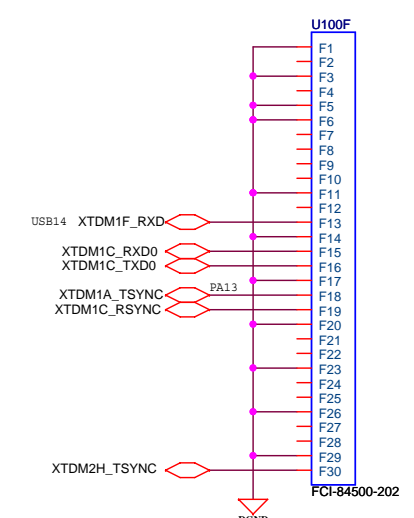 U100F
F1
F2
F3
F4
F5
F6
F7
F8
F9
F10
F11
F12
USB14 XTDM1F_RXD F13
F14
XTDM1C_RXD0 F15
XTDM1C_TXD0 F16
F17
XTDM1A_TSYNC PA13 F18
XTDM1C_RSYNC F19
F20
F21
F22
F23
F24
F25
F26
F27
F28
F29
XTDM2H_TSYNC F30
FCI-84500-202